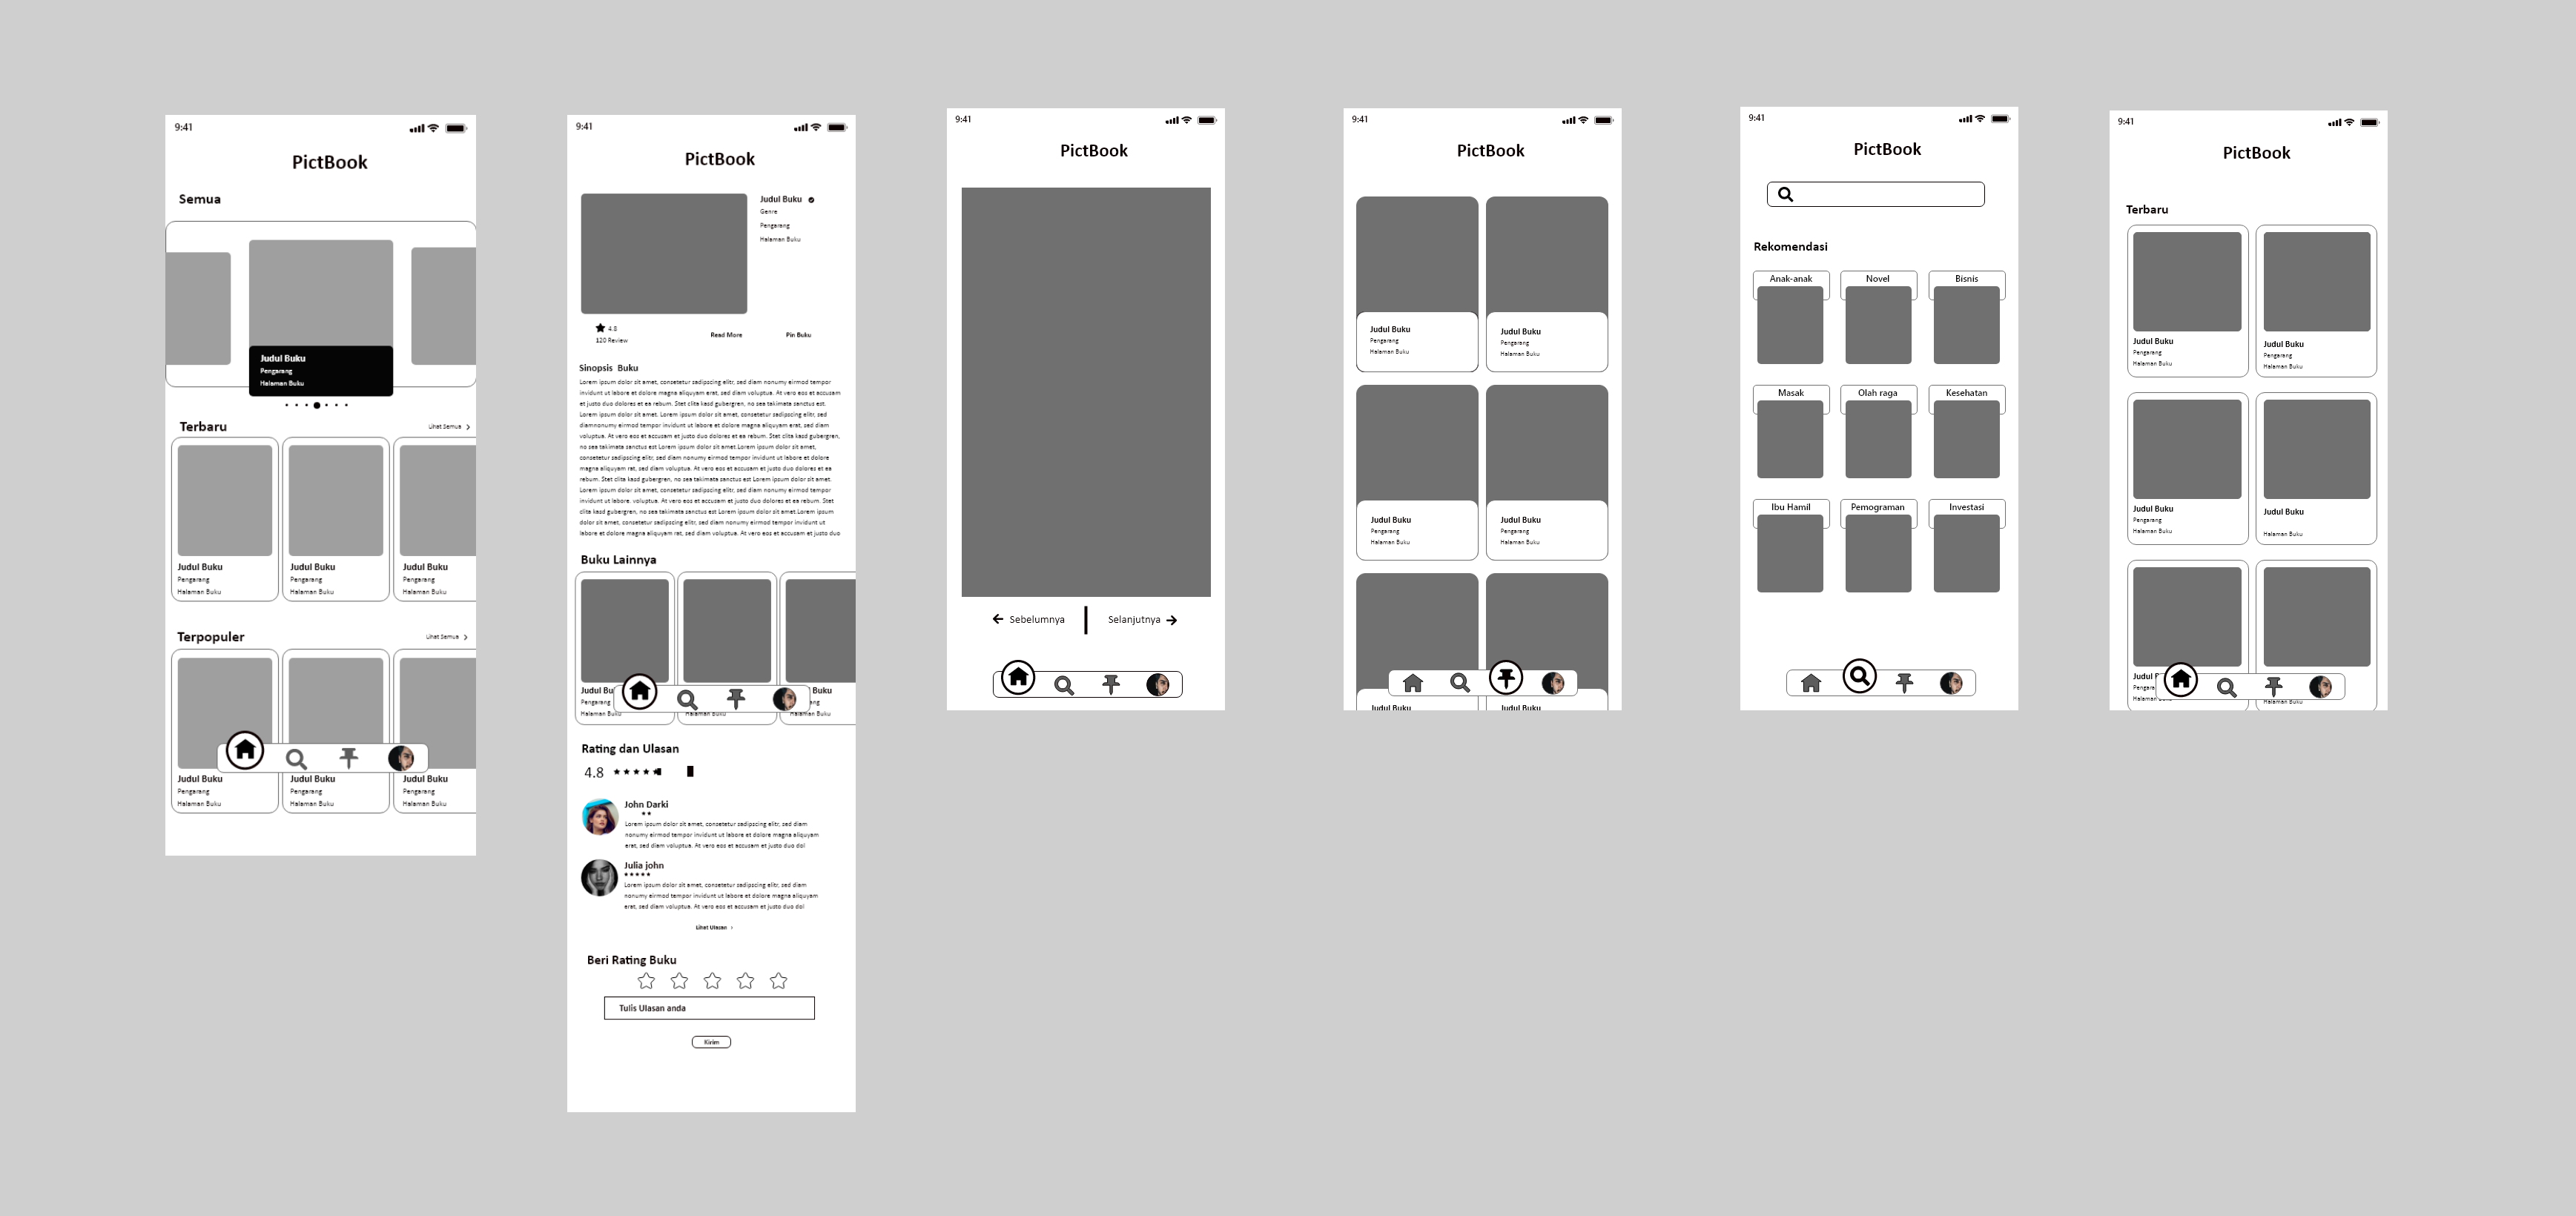 9:41
PictBook
Semua
Judul Buku
Pengarang
Halaman Buku
Terbaru
Lihat Semua
Judul Buku
Pengarang
Halaman Buku
Judul Buku
Pengarang
Halaman Buku
Judul Buku
Pengarang
Halaman Buku
Terpopuler
Lihat Semua
Judul Buku
Pengarang
Halaman Buku
Judul Buku
Pengarang
Halaman Buku
Judul Buku
Pengarang
Halaman Buku
9:41
PictBook
Judul Buku
Genre
Pengarang
Halaman Buku
4.8
120 Review
Read More
Pin Buku
Sinopsis Buku
Lorem ipsum dolor sit amet, consetetur sadipscing elitr, sed diam nonumy eirmod tempor
invidunt ut labore et dolore magna aliquyam erat, sed diam voluptua. At vero eos et accusam
et justo duo dolores et ea rebum. Stet clita kasd gubergren, no sea takimata sanctus est
Lorem ipsum dolor sit amet. Lorem ipsum dolor sit amet, consetetur sadipscing elitr, sed
diamnonumy eirmod tempor invidunt ut labore et dolore magna aliquyam erat, sed diam
voluptua. At vero eos et accusam et justo duo dolores et ea rebum. Stet clita kasd gubergren,
no sea takimata sanctus est Lorem ipsum dolor sit amet.Lorem ipsum dolor sit amet,
consetetur sadipscing elitr, sed diam nonumy eirmod tempor invidunt ut labore et dolore
magna aliquyam rat, sed diam voluptua. At vero eos et accusam et justo duo dolores et ea
rebum. Stet clita kasd gubergren, no sea takimata sanctus est Lorem ipsum dolor sit amet.
Lorem ipsum dolor sit amet, consetetur sadipscing elitr, sed diam nonumy eirmod tempor
invidunt ut labore, voluptua. At vero eos et accusam et justo duo dolores et ea rebum. Stet
clita kasd gubergren, no sea takimata sanctus est Lorem ipsum dolor sit amet.Lorem ipsum
dolor sit amet, consetetur sadipscing elitr, sed diam nonumy eirmod tempor invidunt ut
labore et dolore magna aliquyam rat, sed diam voluptua. At vero eos et accusam et justo duo
Buku Lainnya
Judul Bu
Pengarang
Halaman Buku
Halaman Buku
Buku
ang
Halaman Buku
Rating dan Ulasan
4.8
John Darki
Lorem ipsum dolor sit amet, consetetur sadipscing elitr, sed diam
nonumy eirmod tempor invidunt ut labore et dolore magna aliquyam
erat, sed diam voluptua. At vero eos et accusam et justo duo dol
Julia john
Lorem ipsum dolor sit amet, consetetur sadipscing elitr, sed diam
nonumy eirmod tempor invidunt ut labore et dolore magna aliquyam
erat, sed diam voluptua. At vero eos et accusam et justo duo dol
Lihat Ulasan
Beri Rating Buku
Tulis Ulasan anda
Kirim
9:41
PictBook
Sebelumnya
Selanjutnya
9:41
PictBook
Judul Buku
Pengarang
Halaman Buku
Judul Buku
Pengarang
Halaman Buku
Judul Buku
Pengarang
Halaman Buku
Judul Buku
Pengarang
Halaman Buku
Judul Buku
Judul Buku
9:41
PictBook
Rekomendasi
Anak-anak
Novel
Bisnis
Masak
Olah raga
Kesehatan
Ibu Hamil
Pemograman
Investasi
9:41
PictBook
Terbaru
Judul Buku
Pengarang
Halaman Buku
Judul Buku
Pengarang
Halaman Buku
Judul Buku
Pengarang
Halaman Buku
Judul Buku
Halaman Buku
Judul
Pengara
Halaman
Halaman Buku